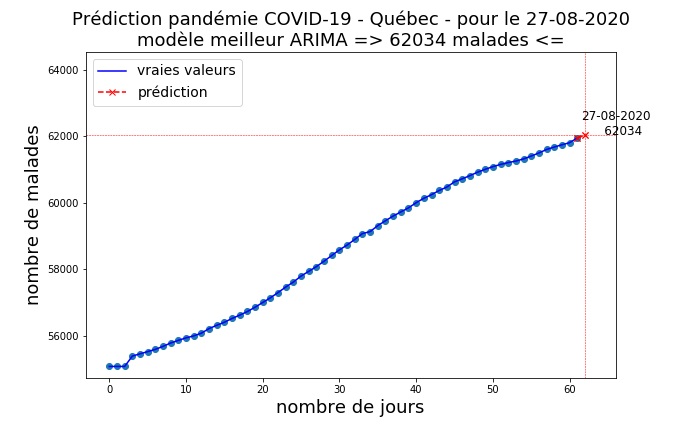 Prédiction pandémie COVID-19 - Québec - pour le 27-08-2020
modèle meilleur ARIMA => 62034 malades <=
vraies valeurs
prédiction
27-08-2020
62034
nombre de malades
64000
62000
60000
58000
56000
0 10 20 30 40 50 60
nombre de jours